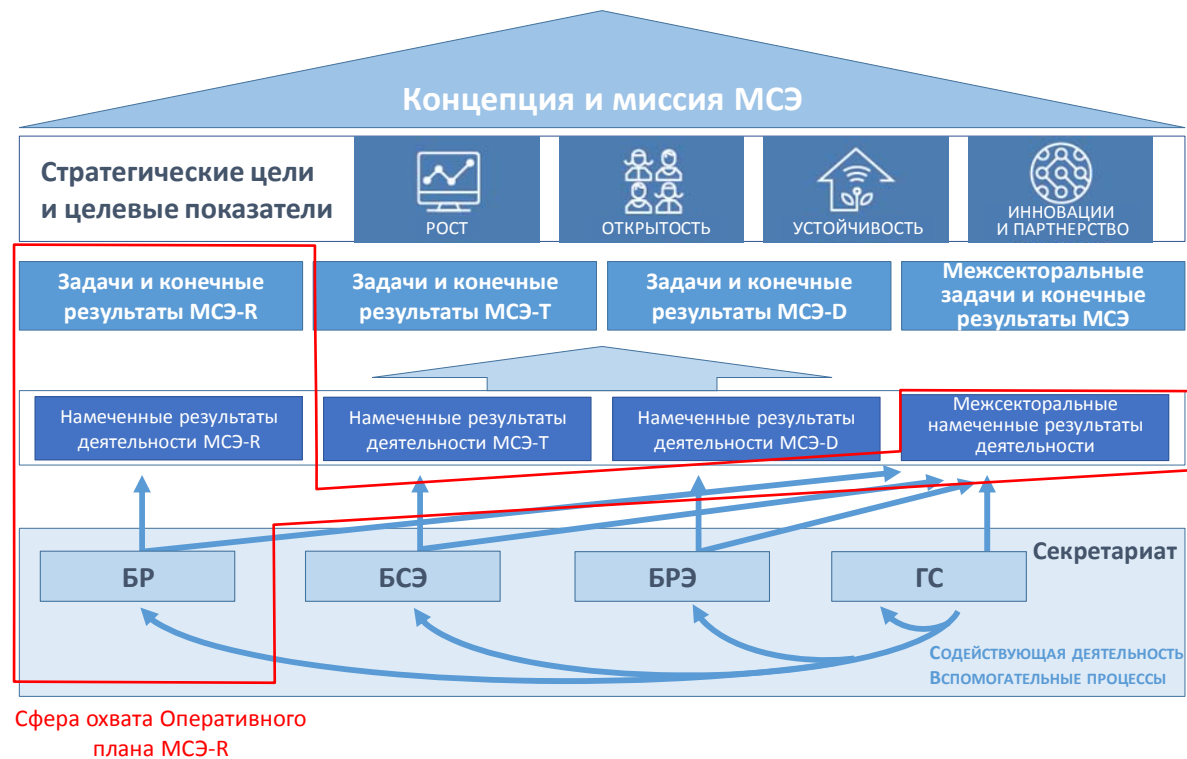 Концепция и миссия МСЭ
Стратегические цели
и целевые показатели
РОСТ
ОТКРЫТОСТЬ
УСТОЙЧИВОСТЬ
ИННОВАЦИИ
И ПАРТНЕРСТВО
Задачи и конечные
результаты МСЭ-R
Задачи и конечные
результаты МСЭ-T
Задачи и конечные
результаты МСЭ-D
Межсекторальные
задачи и конечные
результаты МСЭ
Намеченные результаты
деятельности МСЭ-R
Намеченные результаты
деятельности МСЭ-T
Намеченные результаты
деятельности МСЭ-D
Межсекторальные
намеченные результаты
деятельности
Секретариат
БР
БСЭ
БРЭ
ГС
Содействующая деятельность
Вспомогательные процессы
Сфера охвата Оперативного
плана МСЭ-R